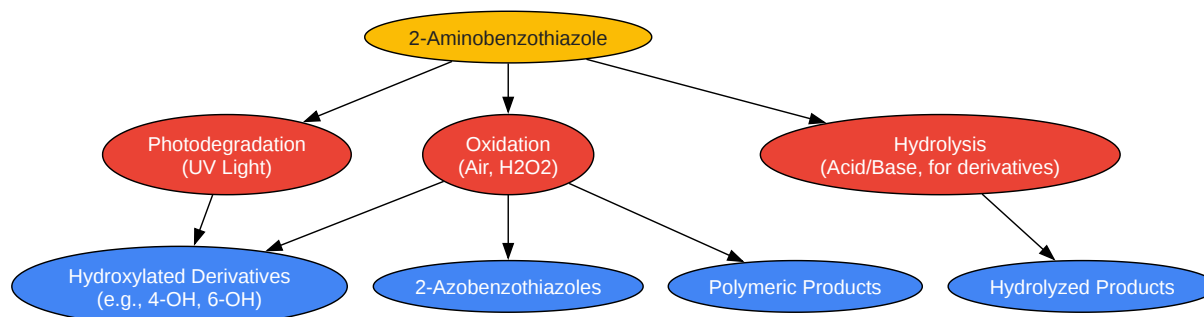 2-Aminobenzothiazole
Photodegradation
(UV Light)
Oxidation
(Air, H2O2)
Hydrolysis
(Acid/Base, for derivatives)
Hydroxylated Derivatives
(e.g., 4-OH, 6-OH)
2-Azobenzothiazoles
Polymeric Products
Hydrolyzed Products